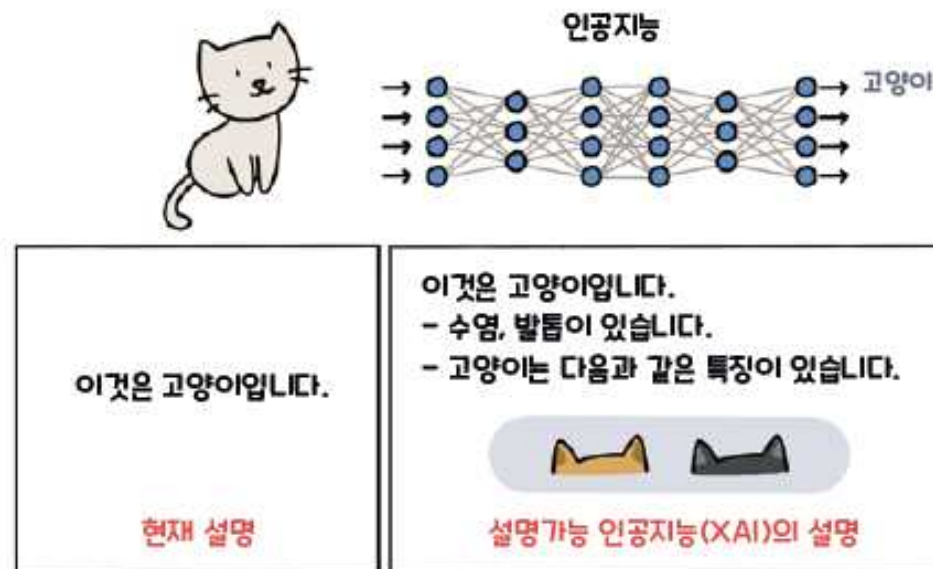 인공지능
고양이
이것은 고양이입니다.
현재 설명
이것은 고양이입니다.
- 수염, 발톱이 있습니다.
- 고양이는 다음과 같은 특징이 있습니다.
설명가능 인공지능(XAI)의 설명